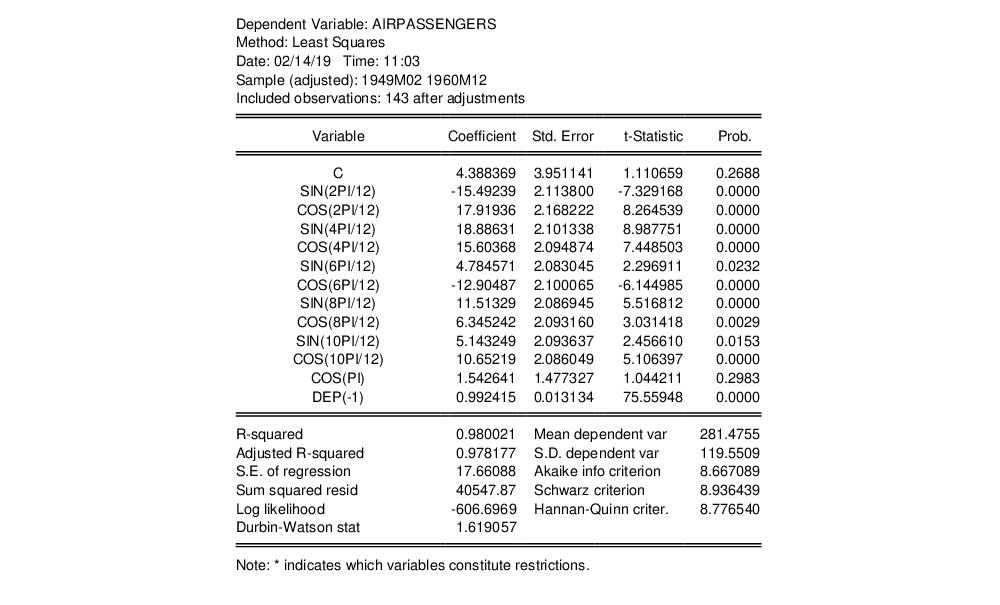 Dependent Variable: AIRPASSENGERS
Method: Least Squares
Date: 02/14/19 Time: 11:03
Sample (adjusted): 1949M02 1960M12
Included observations: 143 after adjustments
Variable Coefficient Std. Error t-Statistic Prob.
C 4.388369 3.951141 1.110659 0.2688
SIN(2PI/12) -15.49239 2.113800 -7.329168 0.0000
COS(2PI/12) 17.91936 2.168222 8.264539 0.0000
SIN(4PI/12) 18.88631 2.101338 8.987751 0.0000
COS(4PI/12) 15.60368 2.094874 7.448503 0.0000
SIN(6PI/12) 4.784571 2.083045 2.296911 0.0232
COS(6PI/12) -12.90487 2.100065 -6.144985 0.0000
SIN(8PI/12) 11.51329 2.086945 5.516812 0.0000
COS(8PI/12) 6.345242 2.093160 3.031418 0.0029
SIN(10PI/12) 5.143249 2.093637 2.456610 0.0153
COS(10PI/12) 10.65219 2.086049 5.106397 0.0000
COS(PI) 1.542641 1.477327 1.044211 0.2983
DEP(-1) 0.992415 0.013134 75.55948 0.0000
R-squared 0.980021 Mean dependent var 281.4755
Adjusted R-squared 0.978177 S.D. dependent var 119.5509
S.E. of regression 17.66088 Akaike info criterion 8.667089
Sum squared resid 40547.87 Schwarz criterion 8.936439
Log likelihood -606.6969 Hannan-Quinn criter. 8.776540
Durbin-Watson stat 1.619057
Note: * indicates which variables constitute restrictions.